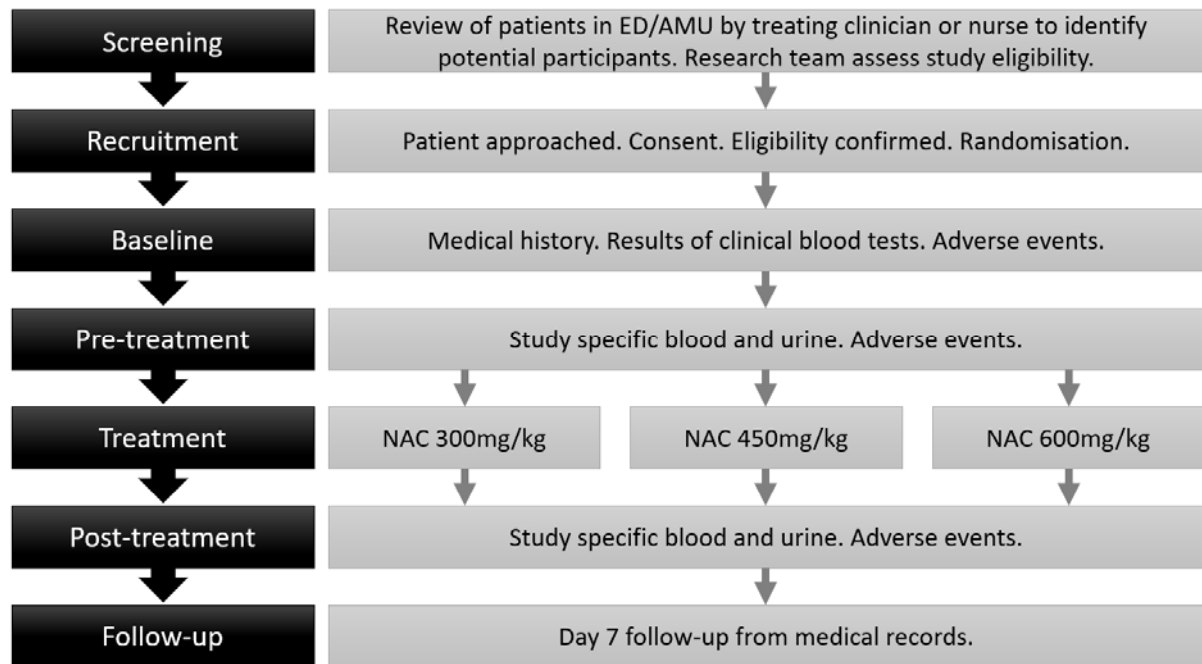 Screening
Review of patients in ED/AMU by treating clinician or nurse to identify
potential participants. Research team assess study eligibility.
Recruitment
Patient approached. Consent. Eligibility confirmed. Randomisation.
Baseline
Medical history. Results of clinical blood tests. Adverse events.
Pre-treatment
Study specific blood and urine. Adverse events.
Treatment
NAC 300mg/kg
NAC 450mg/kg
NAC 600mg/kg
Post-treatment
Study specific blood and urine. Adverse events.
Follow-up
Day 7 follow-up from medical records.